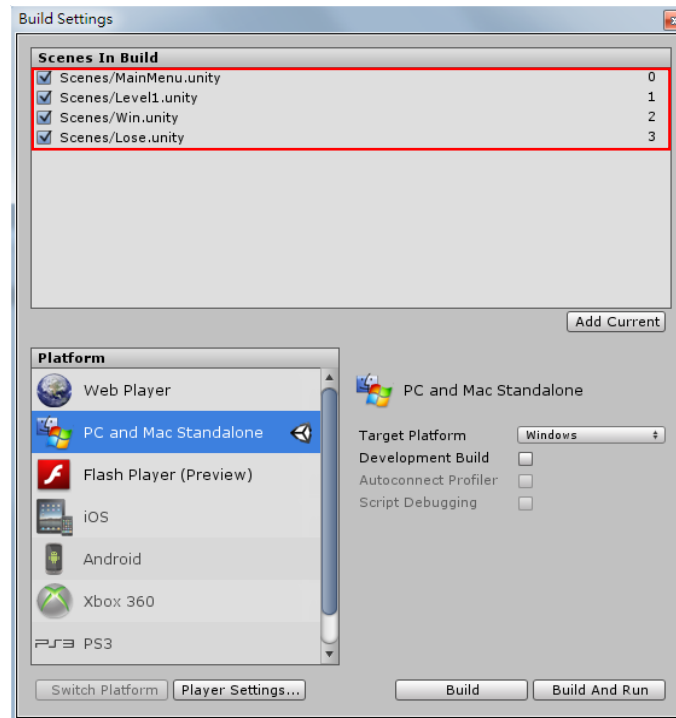 Build Settings
Scenes In Build
Scenes/MainMenu.unity 0
Scenes/Level1.unity 1
Scenes/Win.unity 2
Scenes/Lose.unity 3
Add Current
Platform
Web Player
PC and Mac Standalone
Flash Player (Preview)
iOS
Android
Xbox 360
PS3 PS3
PC and Mac Standalone
Target Platform Windows
Development Build
Autoconnect Profiler
Script Debugging
Switch Platform Player Settings... Build Build And Run